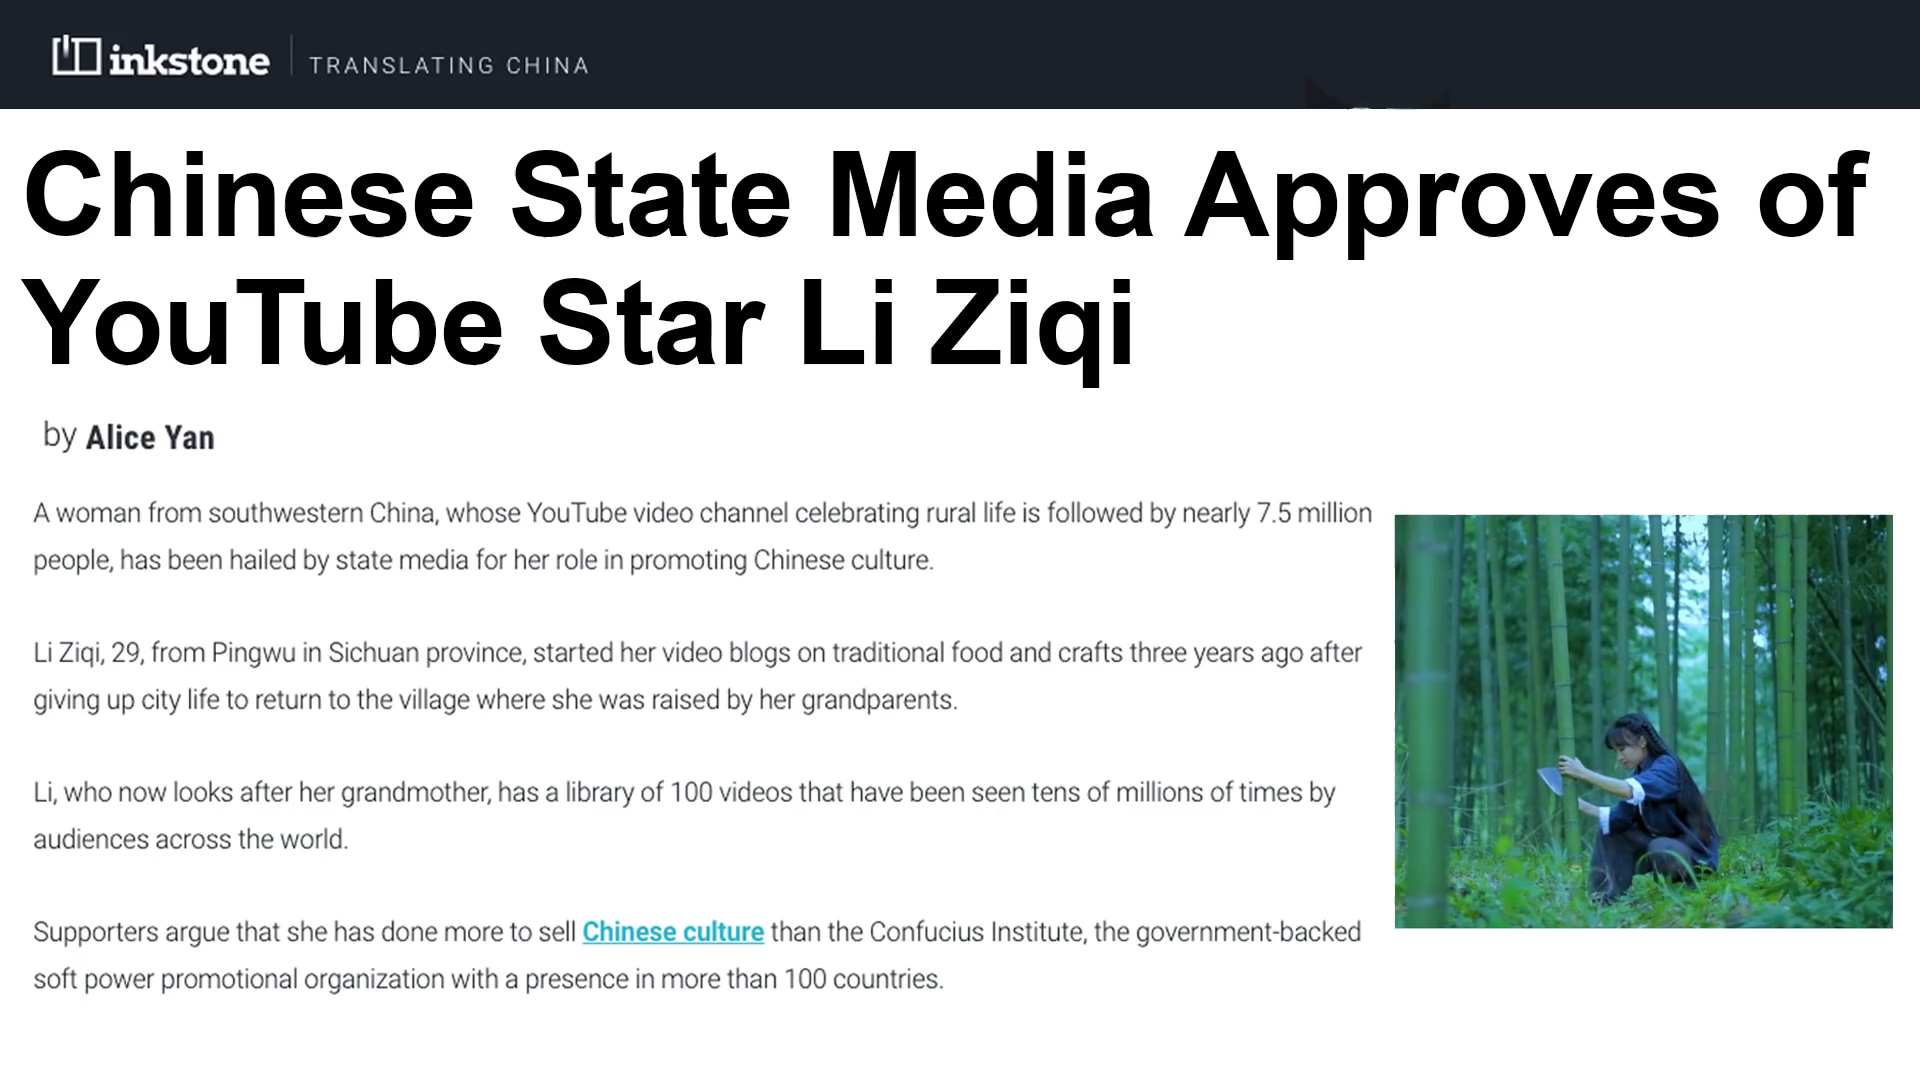 inkstone
TRANSLATING CHINA
Chinese State Media Approves of
YouTube Star Li Ziqi
by Alice Yan
A woman from southwestern China, whose YouTube video channel celebrating rural life is followed by nearly 7.5 million
people, has been hailed by state media for her role in promoting Chinese culture.
Li Ziqi, 29, from Pingwu in Sichuan province, started her video blogs on traditional food and crafts three years ago after
giving up city life to return to the village where she was raised by her grandparents.
Li, who now looks after her grandmother, has a library of 100 videos that have been seen tens of millions of times by
audiences across the world.
Supporters argue that she has done more to sell Chinese culture than the Confucius Institute, the government-backed
soft power promotional organization with a presence in more than 100 countries.